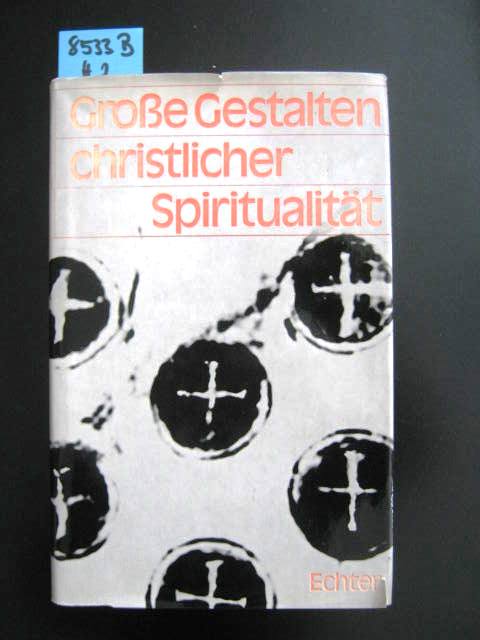 8533 B
Große Gestalten
christlicher
Spiritualität
Echter